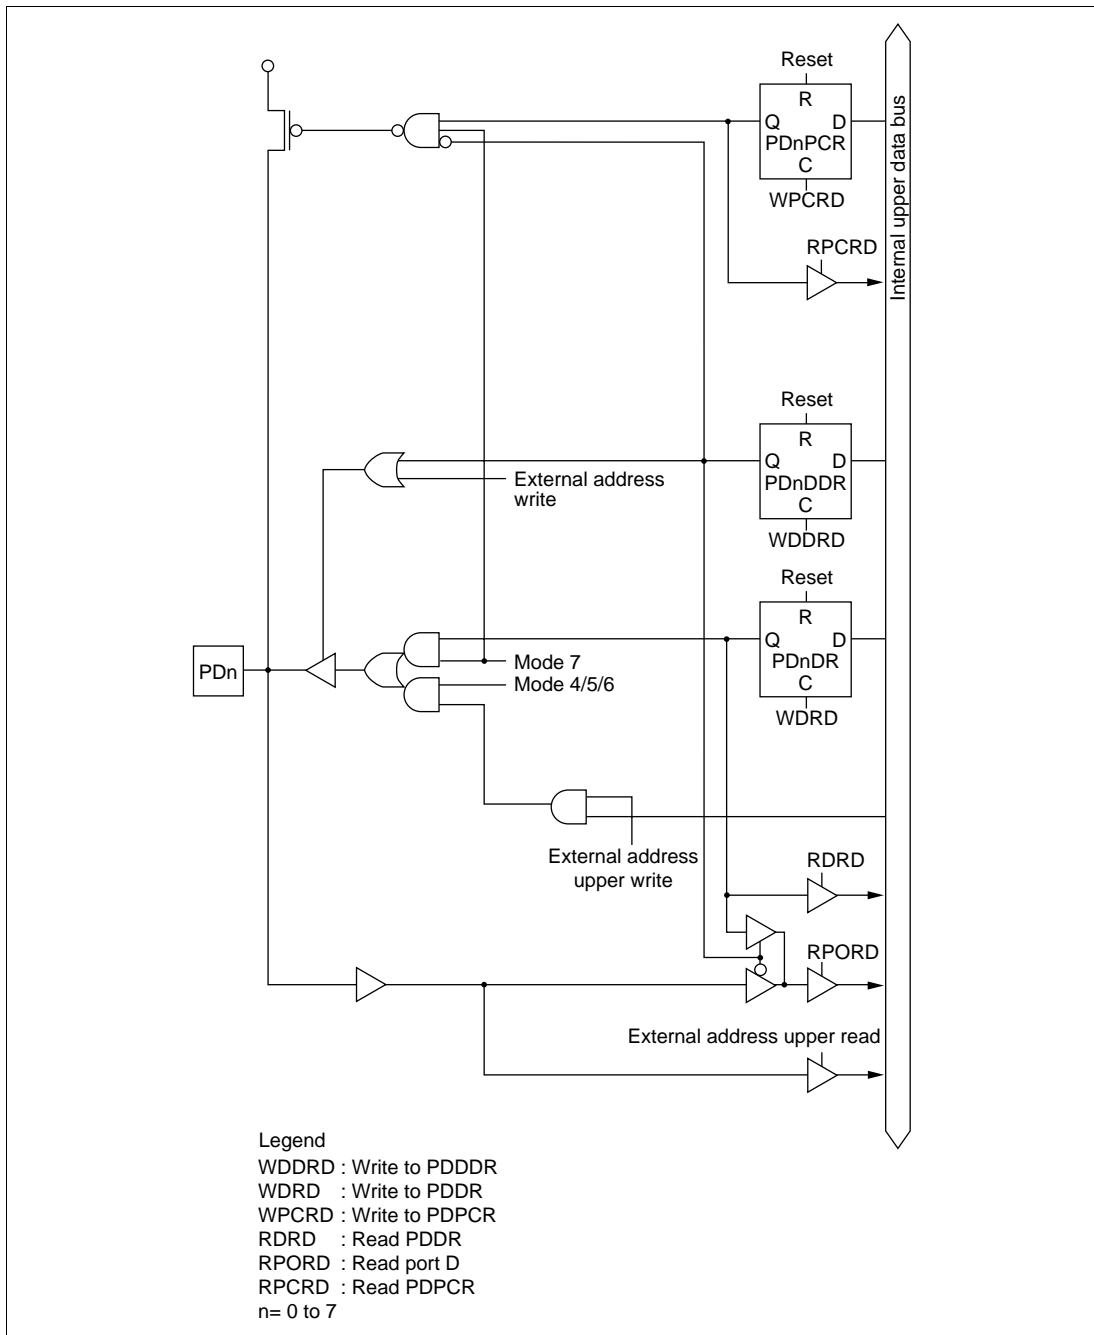 Reset
R
Q D
PDnPCR
C
WPCRD
RPCRD
Internal upper data bus
Reset
R
Q D
PDnDDR
C
WDDRD
External address
write
Reset
R
Q D
PDnDR
C
WDRD
PDn
Mode 7
Mode 4/5/6
External address
upper write
RDRD
RPORD
External address upper read
Legend
WDDRD : Write to PDDDR
WDRD : Write to PDDR
WPCRD : Write to PDPCR
RDRD : Read PDDR
RPORD : Read port D
RPCRD : Read PDPCR
n= 0 to 7